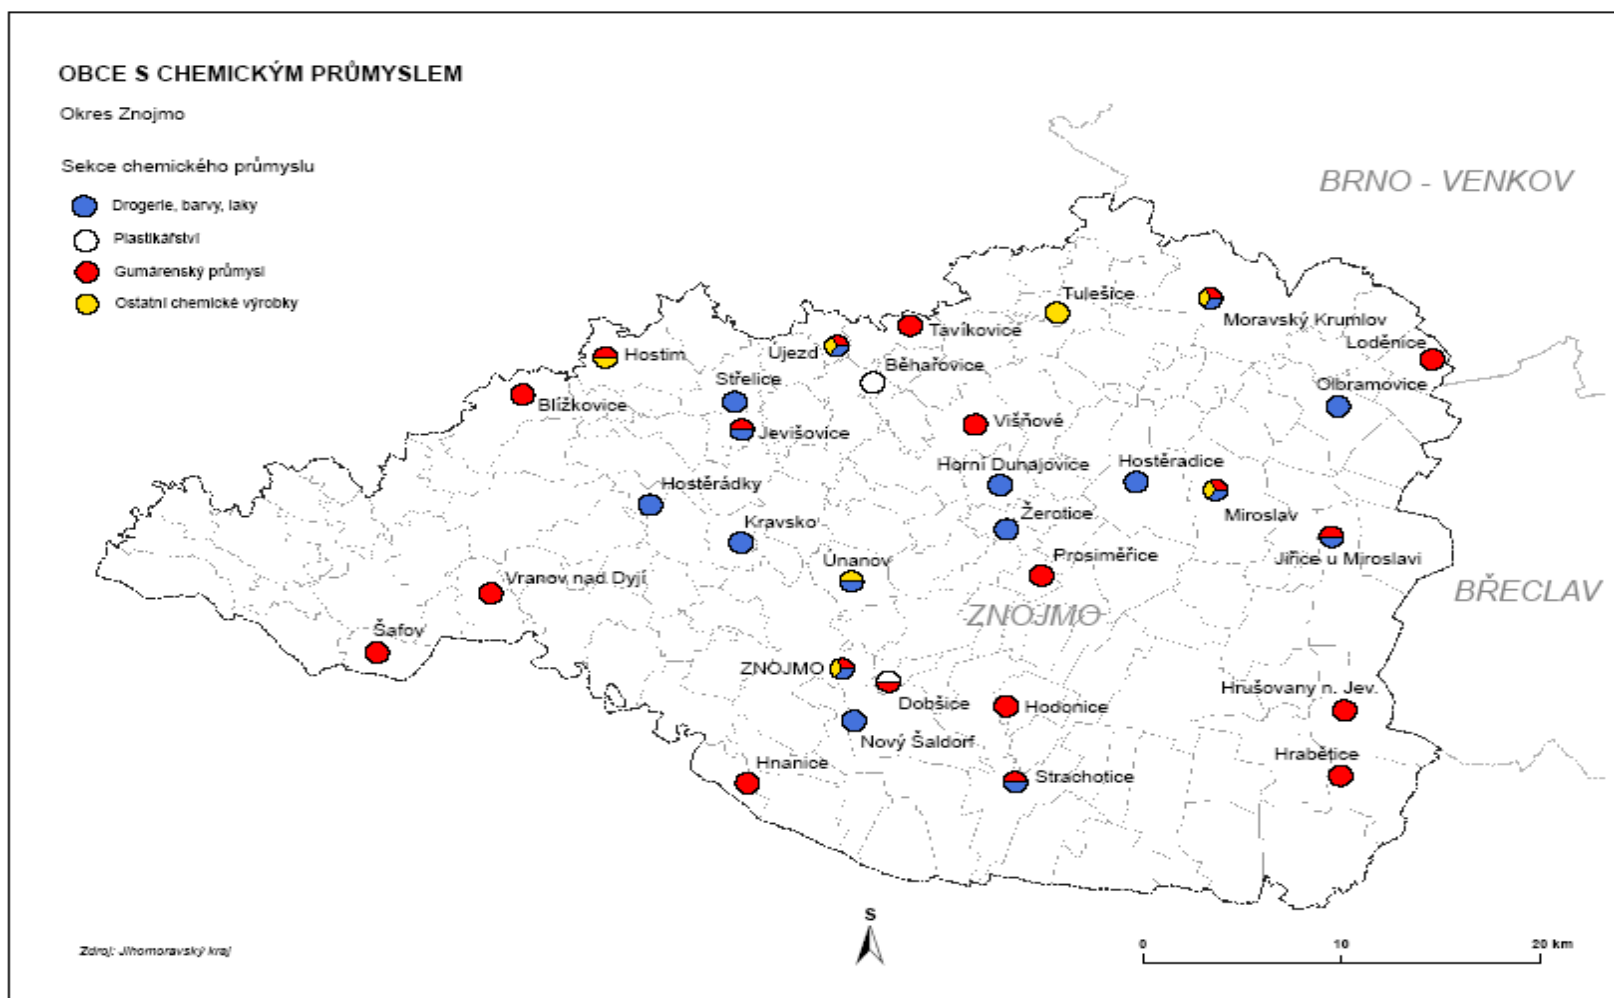 OBCE S CHEMICKÝM PRŮMYSLEM
Okres Znojmo
Sekce chemického průmyslu
Drogerie, barvy, laky
Plastikářství
Gumárenský průmysl
Ostatní chemické výrobky
BRNO - VENKOV
Tulešice
Moravský Krumlov
Tavíkovice
Loděnice
Hostim
Újezd
Běhařovice
Střelice
Olbramovice
Blížkovice
Jevišovice
Višňové
Horní Dunajovice
Hostěradice
Hostěrádky
Miroslav
Kravsko
Žerotice
Únanov
Prosiměřice
Jiřice u Miroslavi
Vranov nad Dyjí
BŘECLAV
ZNOJMO
Šafov
ZNOJMO
Dobšice
Hodonice
Hrušovany n. Jev.
Nový Šaldorf
Hnanice
Strachotice
Hrabětice
S
Zdroj: Jihomoravský kraj
0 10 20 km